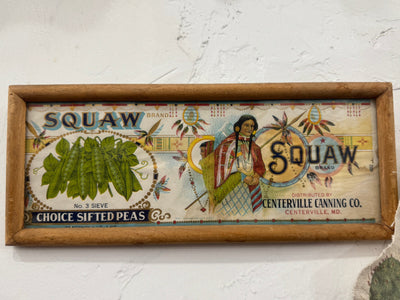 SQUAW
BRAND
No. 3 SIEVE
CHOICE SIFTED PEAS
SQUAW
BRAND
DISTRIBUTED BY
CENTERVILLE CANNING CO.
CENTERVILLE, MD.